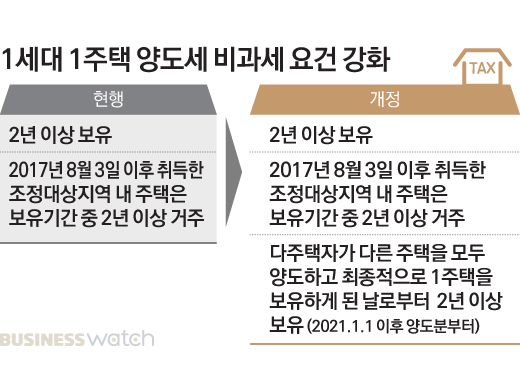 1세대 1주택 양도세 비과세 요건 강화
TAX
현행
2년 이상 보유
2017년 8월 3일 이후 취득한
조정대상지역 내 주택은
보유기간 중 2년 이상 거주
개정
2년 이상 보유
2017년 8월 3일 이후 취득한
조정대상지역 내 주택은
보유기간 중 2년 이상 거주
다주택자가 다른 주택을 모두
양도하고 최종적으로 1주택을
보유하게 된 날로부터 2년 이상
보유 (2021.1.1 이후 양도분부터)
BUSINESS watch